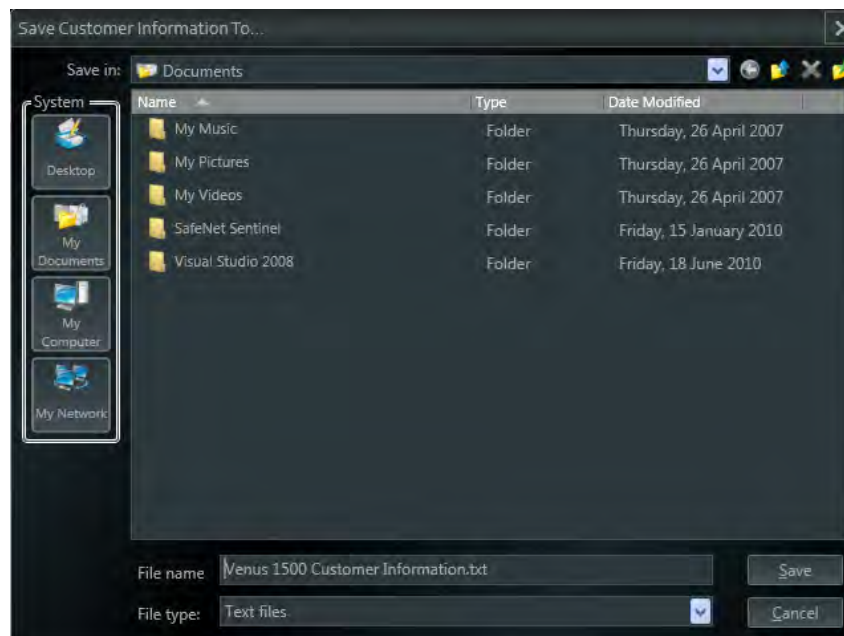 Save Customer Information To...
Save in: Documents
System
Desktop
My
Documents
My
Computer
My Network
Name Type Date Modified
My Music Folder Thursday, 26 April 2007
My Pictures Folder Thursday, 26 April 2007
My Videos Folder Thursday, 26 April 2007
SafeNet Sentinel Folder Friday, 15 January 2010
Visual Studio 2008 Folder Friday, 18 June 2010
File name Venus 1500 Customer Information.txt Save
File type: Text files Cancel